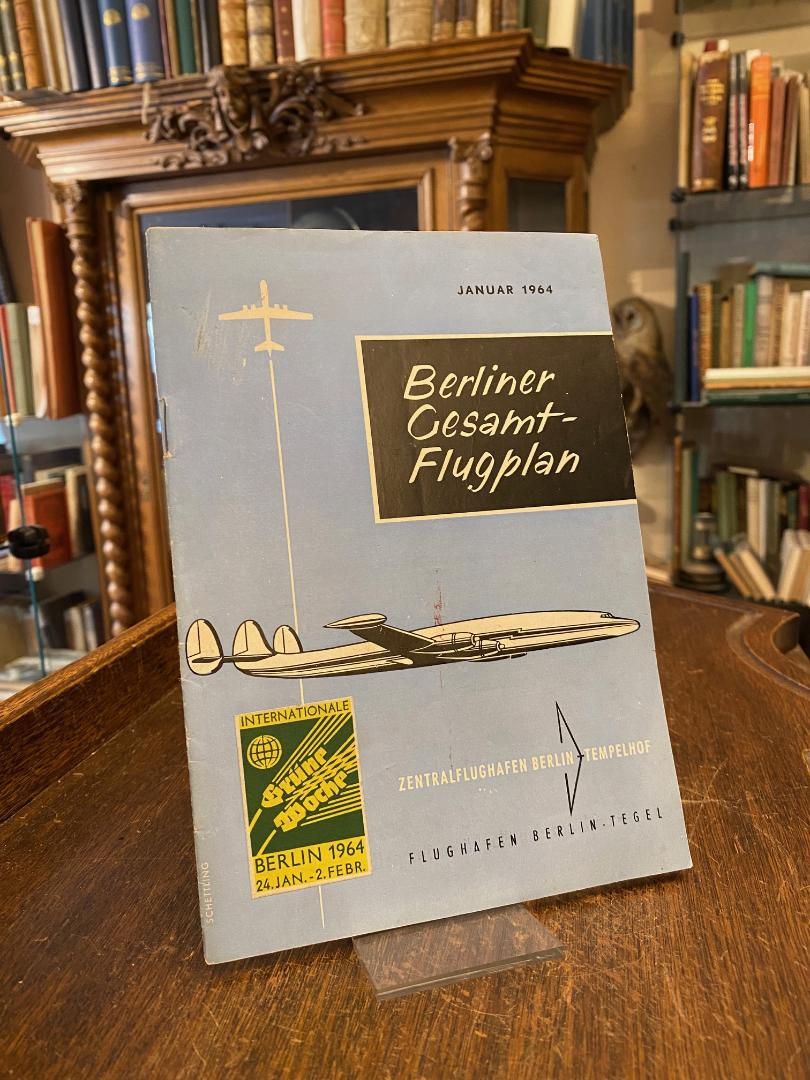 JANUAR 1964
Berliner
Gesamt-
Flugplan
INTERNATIONALE
Grüne
Woche
BERLIN 1964
24. JAN. - 2. FEBR.
ZENTRALFLUGHAFEN BERLIN-TEMPELHOF
FLUGHAFEN BERLIN-TEGEL
SCHETTLING